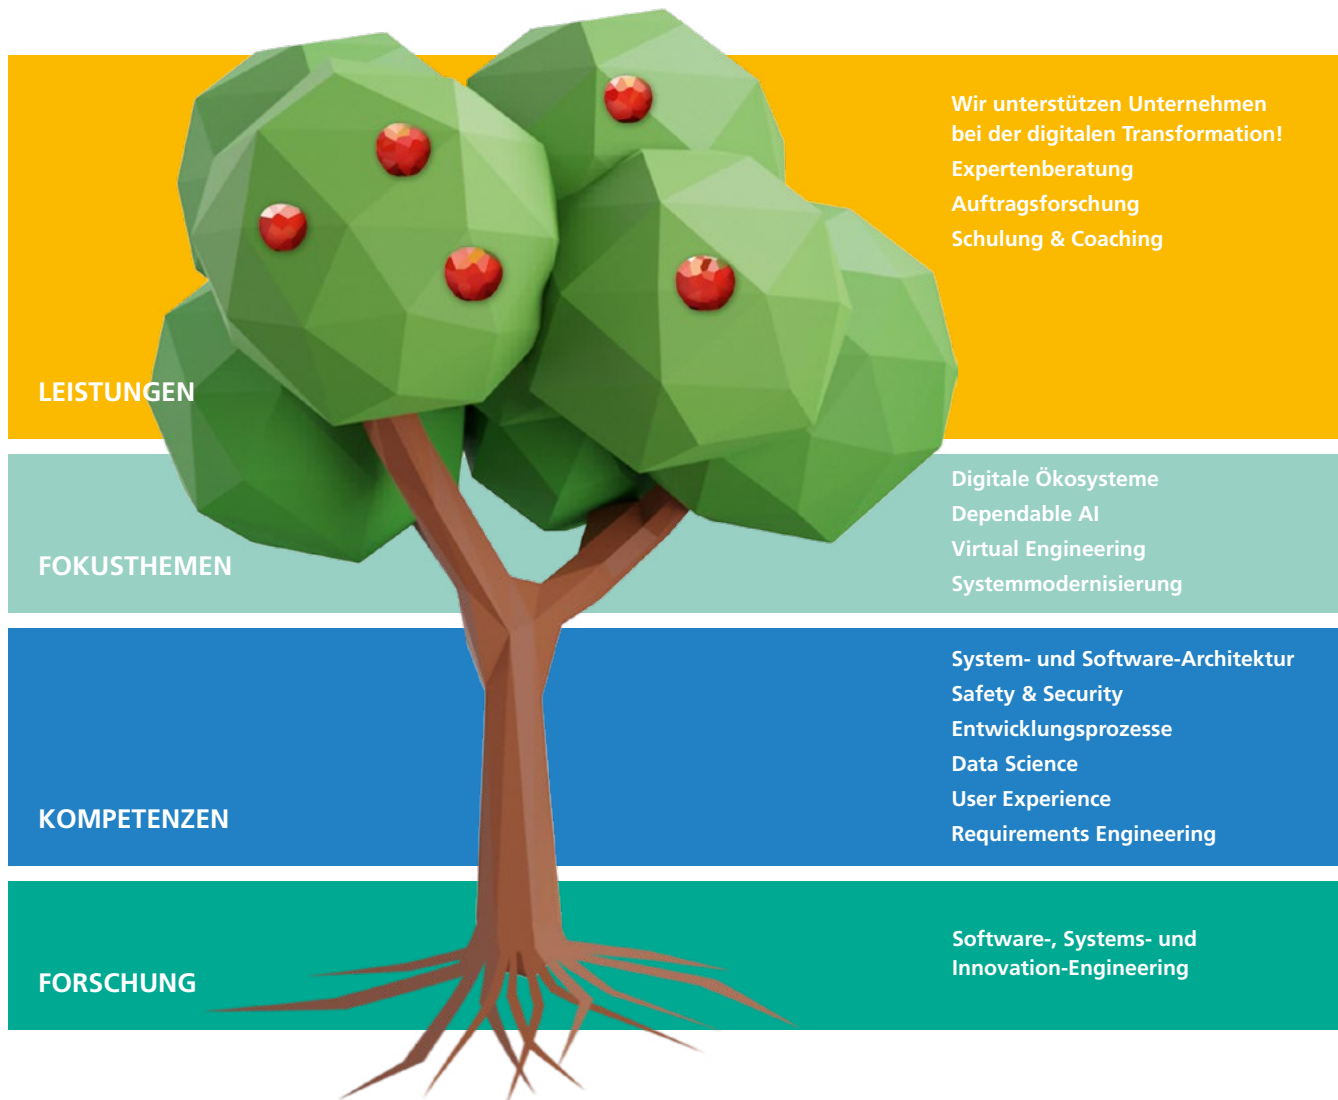 Wir unterstützen Unternehmen
bei der digitalen Transformation!
Expertenberatung
Auftragsforschung
Schulung & Coaching
LEISTUNGEN
Digitale Ökosysteme
Dependable AI
Virtual Engineering
Systemmodernisierung
FOKUSTHEMEN
System- und Software-Architektur
Safety & Security
Entwicklungsprozesse
Data Science
User Experience
Requirements Engineering
KOMPETENZEN
Software-, Systems- und
Innovation-Engineering
FORSCHUNG